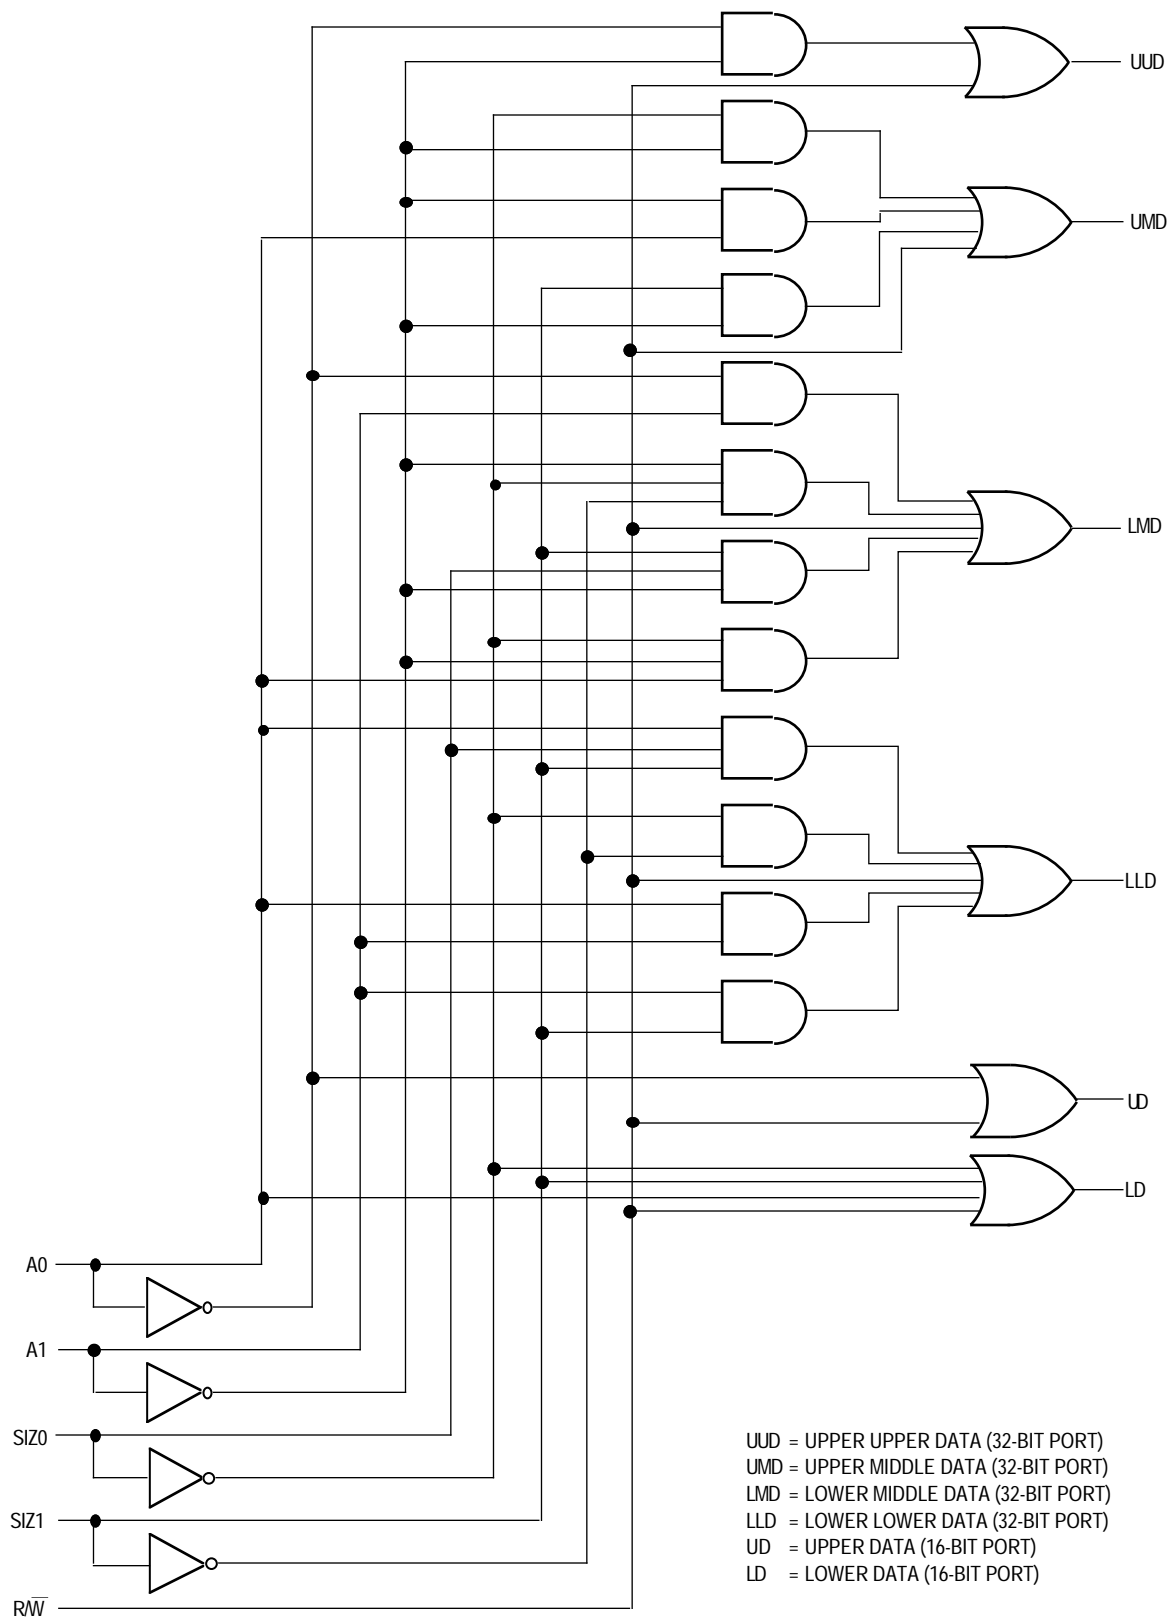 UUD
UMD
LMD
LLD
UD
LD
A0
A1
SIZ0
SIZ1
R/W̅
UUD = UPPER UPPER DATA (32-BIT PORT)
UMD = UPPER MIDDLE DATA (32-BIT PORT)
LMD = LOWER MIDDLE DATA (32-BIT PORT)
LLD = LOWER LOWER DATA (32-BIT PORT)
UD = UPPER DATA (16-BIT PORT)
LD = LOWER DATA (16-BIT PORT)